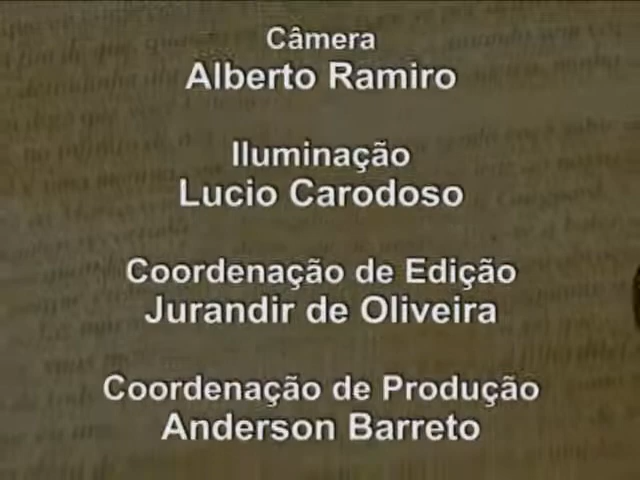 Câmera
Alberto Ramiro
Iluminação
Lucio Carodoso
Coordenação de Edição
Jurandir de Oliveira
Coordenação de Produção
Anderson Barreto